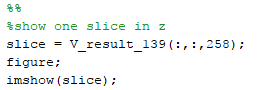 %%
%show one slice in z
slice = V_result_139(:,:,258);
figure;
imshow(slice);